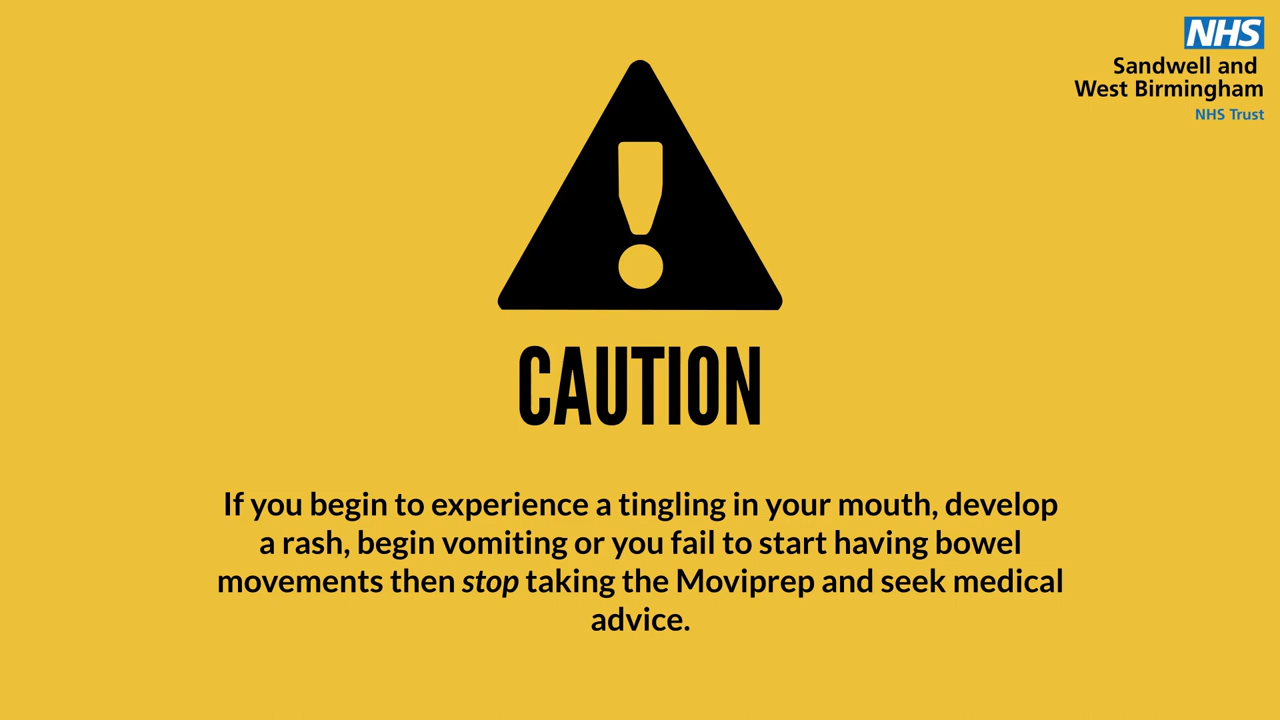 NHS
Sandwell and
West Birmingham
NHS Trust
CAUTION
If you begin to experience a tingling in your mouth, develop
a rash, begin vomiting or you fail to start having bowel
movements then stop taking the Moviprep and seek medical
advice.